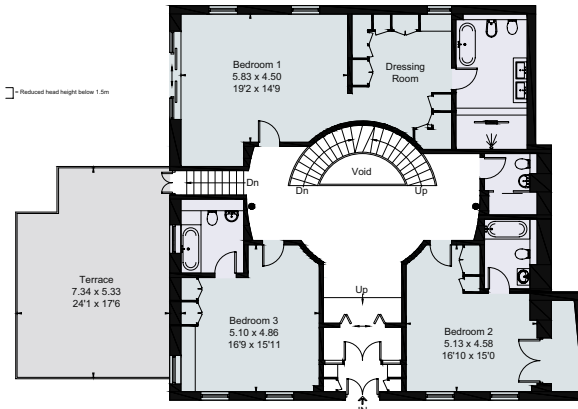 Bedroom 1
5.83 x 4.50
19'2 x 14'9
Dressing
Room
= Reduced head height below 1.5m
Void
Dn
Dn
Up
Terrace
7.34 x 5.33
24'1 x 17'6
Up
Bedroom 3
5.10 x 4.86
16'9 x 15'11
Bedroom 2
5.13 x 4.58
16'10 x 15'0
IN